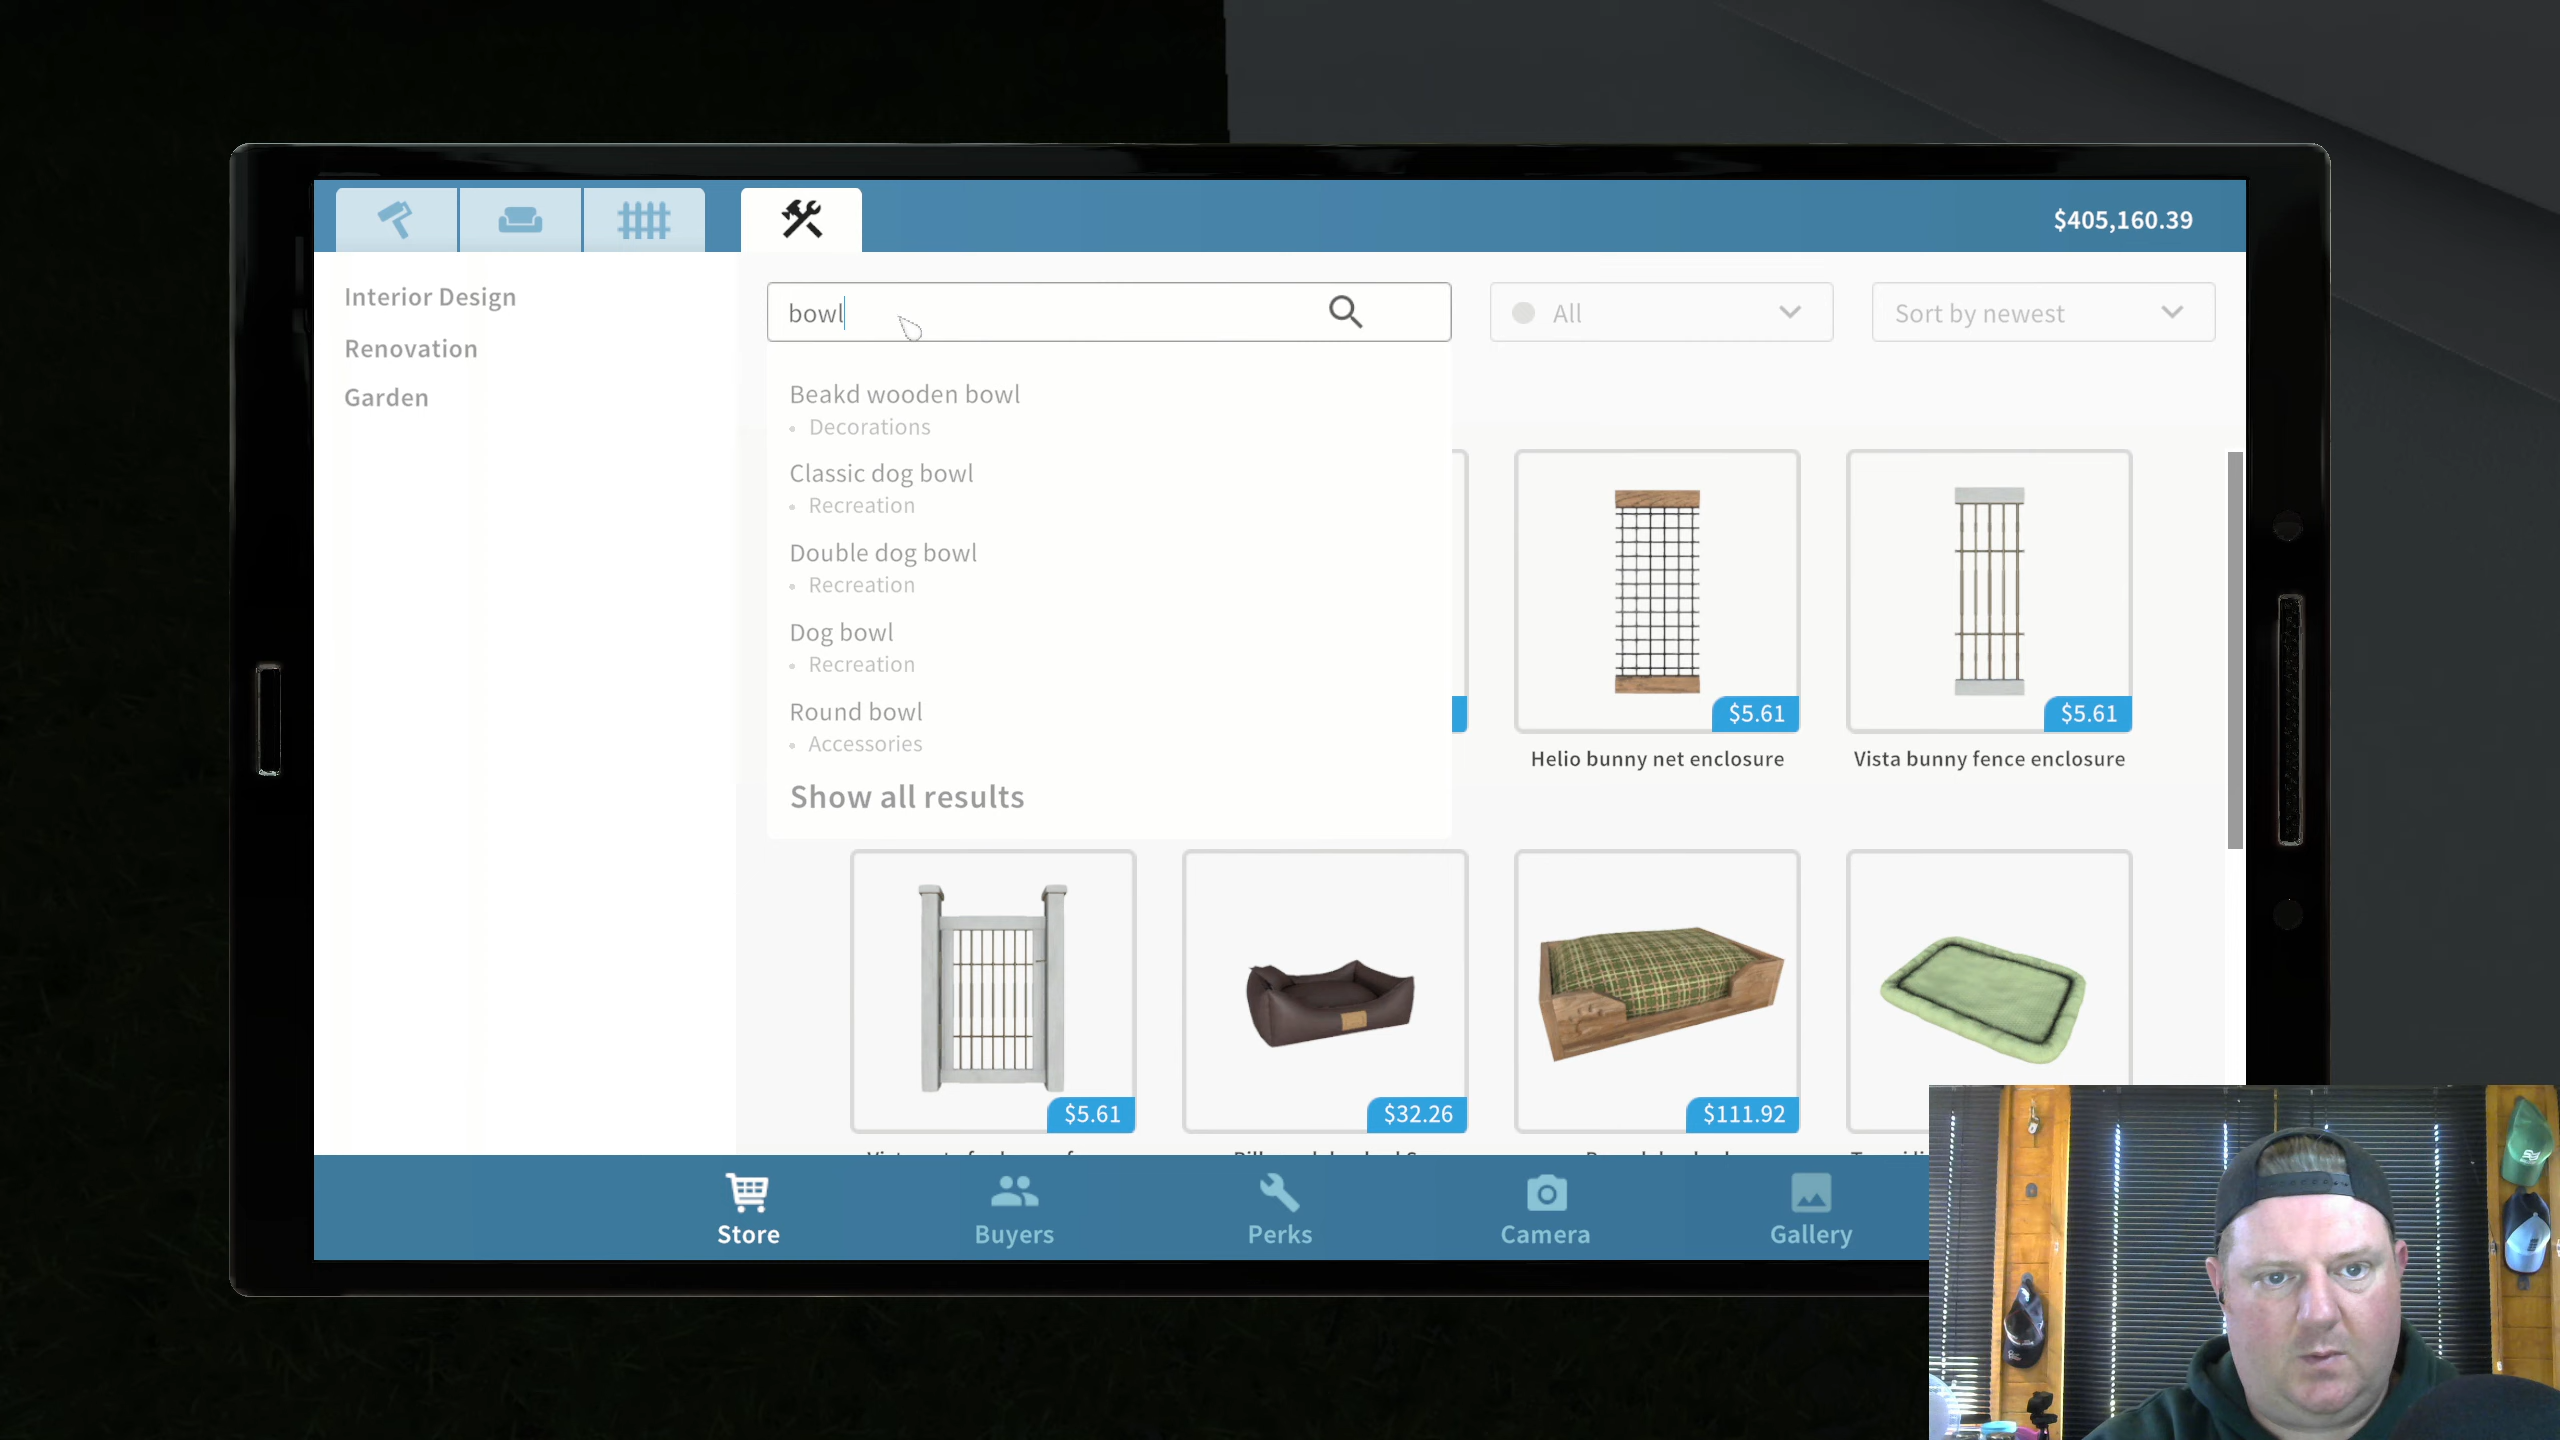 $405,160.39
Interior Design
Renovation
Garden
bowl
All
Sort by newest
Beakd wooden bowl
• Decorations
Classic dog bowl
• Recreation
Double dog bowl
• Recreation
Dog bowl
• Recreation
Round bowl
• Accessories
Show all results
$5.61
$5.61
Helio bunny net enclosure
Vista bunny fence enclosure
$5.61
$32.26
$111.92
Store
Buyers
Perks
Camera
Gallery